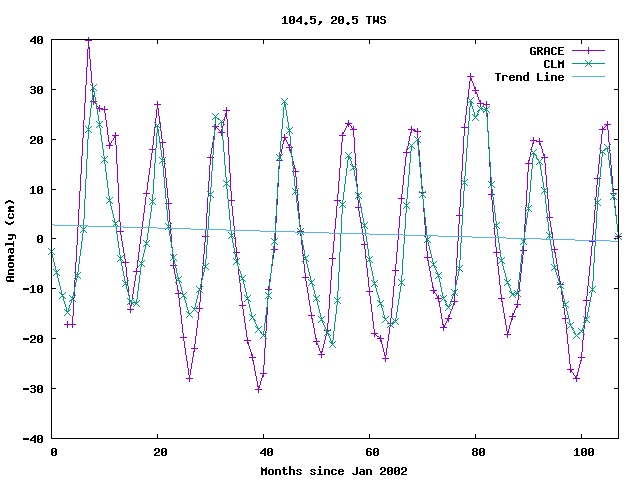 104.5, 20.5 TWS
GRACE
CLM
Trend Line
40
30
20
10
0
-10
-20
-30
-40
Anomaly (cm)
0 20 40 60 80 100
Months since Jan 2002